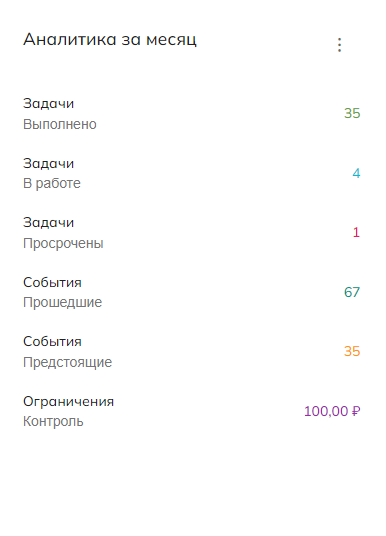 Аналитика за месяц
Задачи
Выполнено
35
Задачи
В работе
4
Задачи
Просрочены
1
События
Прошедшие
67
События
Предстоящие
35
Ограничения
Контроль
100,00 ₽